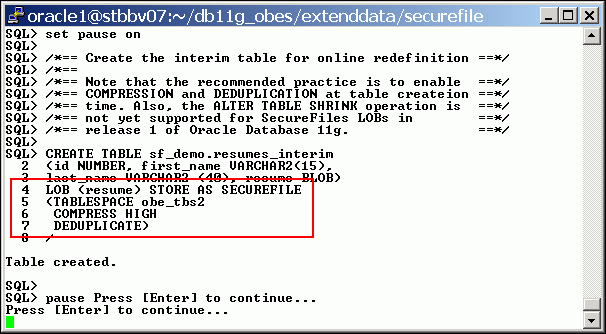 oracle1@stbbv07:~/db11g_obes/extenddata/securefile
SQL> set pause on
SQL>
SQL> /*== Create the interim table for online redefinition ==*/
SQL> /*==
SQL> /*== Note that the recommended practice is to enable ==*/
SQL> /*== COMPRESSION and DEDUPLICATION at table createion ==*/
SQL> /*== time. Also, the ALTER TABLE SHRINK operation is ==*/
SQL> /*== not yet supported for SecureFiles LOBs in ==*/
SQL> /*== release 1 of Oracle Database 11g. ==*/
SQL>
SQL> CREATE TABLE sf_demo.resumes_interim
2 (id NUMBER, first_name VARCHAR2(15),
3 last_name VARCHAR2 (40), resume BLOB)
4 LOB (resume) STORE AS SECUREFILE
5 (TABLESPACE obe_tbs2
6 COMPRESS HIGH
7 DEDUPLICATE)
8 /
Table created.
SQL>
SQL> pause Press [Enter] to continue...
Press [Enter] to continue...